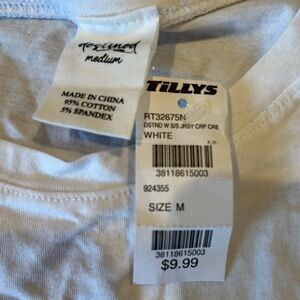 destined
medium
MADE IN CHINA
95% COTTON
5% SPANDEX
TILLYS
RT32675N
DSTND W S/S JRSY CRP CRE
WHITE
38118615003
924355
SIZE M
38118615003
$9.99